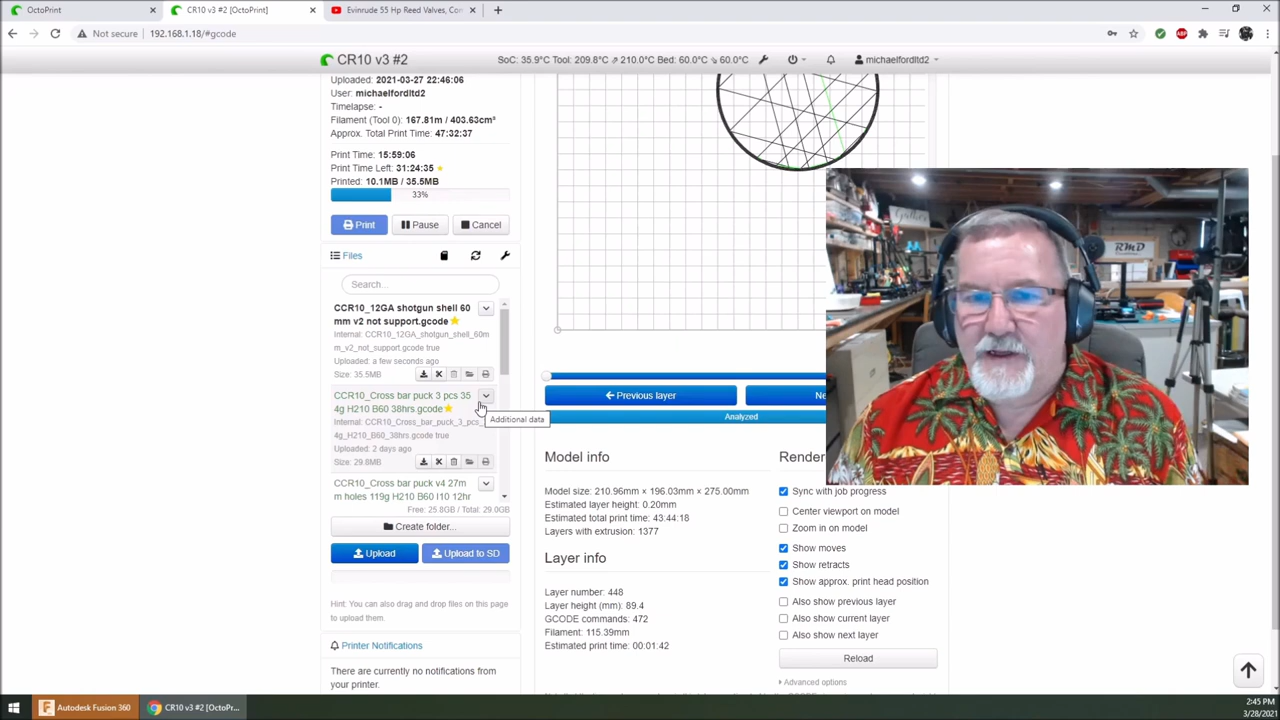 OctoPrint
CR10 v3 #2 [OctoPrint]
Evinrude 55 Hp Reed Valves, Con
Not secure
192.168.1.18/#gcode
ABP
CR10 v3 #2
SoC: 35.9°C Tool: 209.8°C ⇗ 210.0°C Bed: 60.0°C ⇘ 60.0°C
michaelfordltd2
Uploaded: 2021-03-27 22:46:06
User: michaelfordltd2
Timelapse: -
Filament (Tool 0): 167.81m / 403.63cm³
Approx. Total Print Time: 47:32:37
Print Time: 15:59:06
Print Time Left: 31:24:35
Printed: 10.1MB / 35.5MB
33%
Print
Pause
Cancel
Files
Search...
CCR10_12GA shotgun shell 60
mm v2 not support.gcode
Internal: CCR10_12GA_shotgun_shell_60m
m_v2_not_support.gcode true
Uploaded: a few seconds ago
Size: 35.5MB
CCR10_Cross bar puck 3 pcs 35
4g H210 B60 38hrs.gcode
Internal: CCR10_Cross_bar_puck_3_pcs_
4g_H210_B60_38hrs.gcode true
Uploaded: 2 days ago
Size: 29.8MB
Additional data
CCR10_Cross bar puck v4 27m
m holes 119g H210 B60 I10 12hr
Free: 25.8GB / Total: 29.0GB
Create folder...
Upload
Upload to SD
Hint: You can also drag and drop files on this page
to upload them.
Printer Notifications
There are currently no notifications from
your printer.
Previous layer
Ne
Analyzed
Model info
Model size: 210.96mm × 196.03mm × 275.00mm
Estimated layer height: 0.20mm
Estimated total print time: 43:44:18
Layers with extrusion: 1377
Layer info
Layer number: 448
Layer height (mm): 89.4
GCODE commands: 472
Filament: 115.39mm
Estimated print time: 00:01:42
Render
Sync with job progress
Center viewport on model
Zoom in on model
Show moves
Show retracts
Show approx. print head position
Also show previous layer
Also show current layer
Also show next layer
Reload
Advanced options
Gather
RMD
Autodesk Fusion 360
CR10 v3 #2 [OctoPr...
2:45 PM
3/28/2021